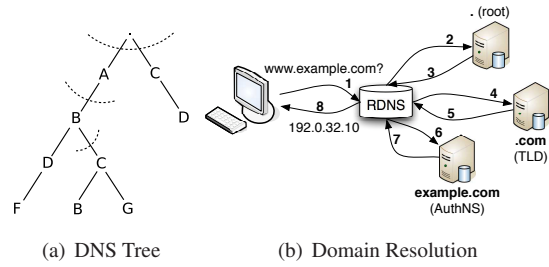 .
A
C
B
D
D
C
F
B
G
(a) DNS Tree
. (root)
2
3
www.example.com?
1
8
RDNS
192.0.32.10
4
5
.com
(TLD)
7
6
example.com
(AuthNS)
(b) Domain Resolution